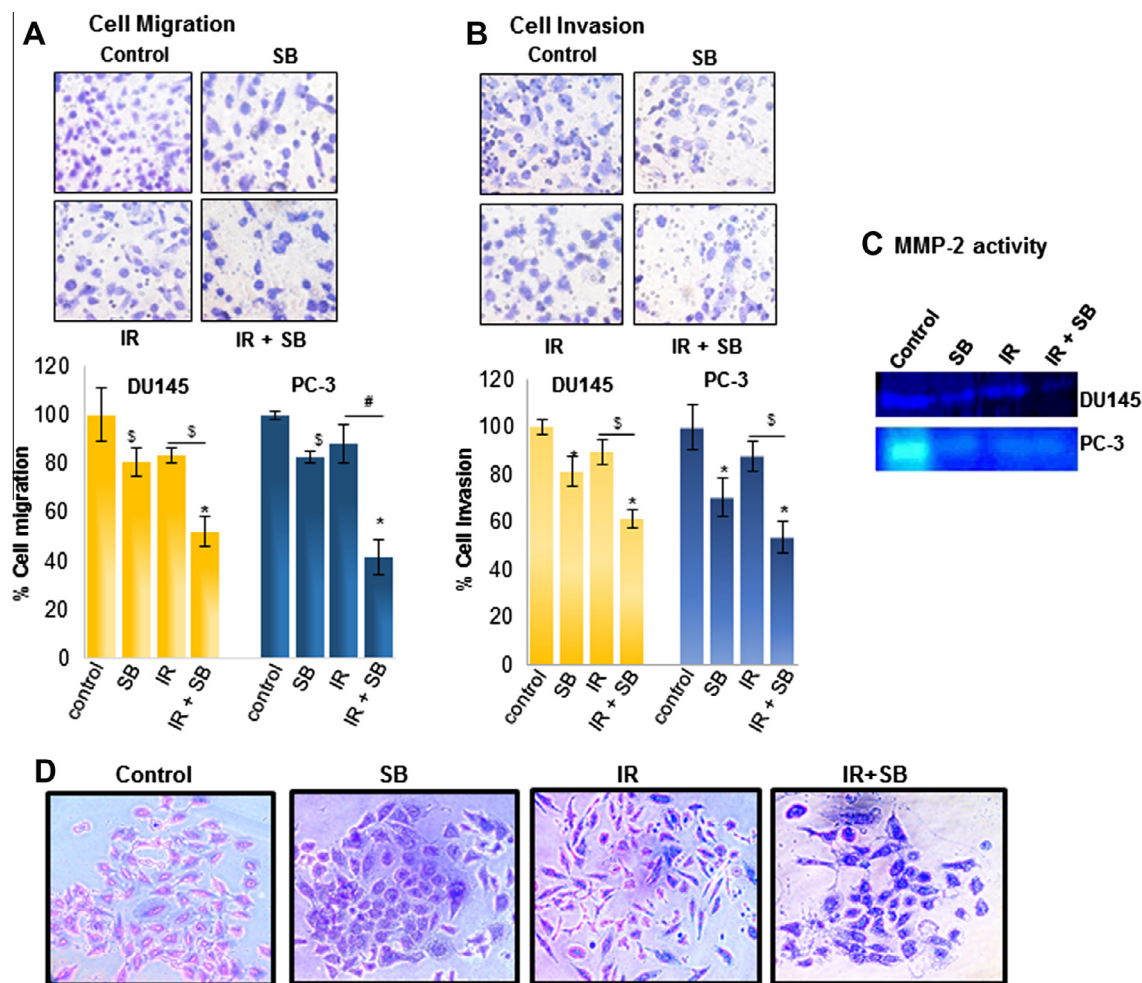 A Cell Migration
Control SB
IR IR + SB
% Cell migration
120
100
80
60
40
20
0
DU145 PC-3
$ $ * $ # *
control SB IR IR + SB control SB IR IR + SB
B Cell Invasion
Control SB
IR IR + SB
% Cell Invasion
120
100
80
60
40
20
0
DU145 PC-3
* $ * * $ *
control SB IR IR + SB control SB IR IR + SB
C MMP-2 activity
Control SB IR IR + SB
DU145
PC-3
D Control SB IR IR+SB